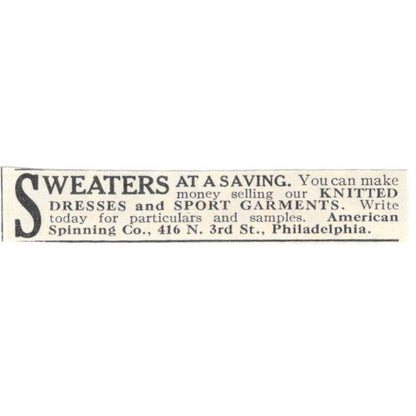 SWEATERS AT A SAVING. You can make
money selling our KNITTED
DRESSES and SPORT GARMENTS. Write
today for particulars and samples. American
Spinning Co., 416 N. 3rd St., Philadelphia.